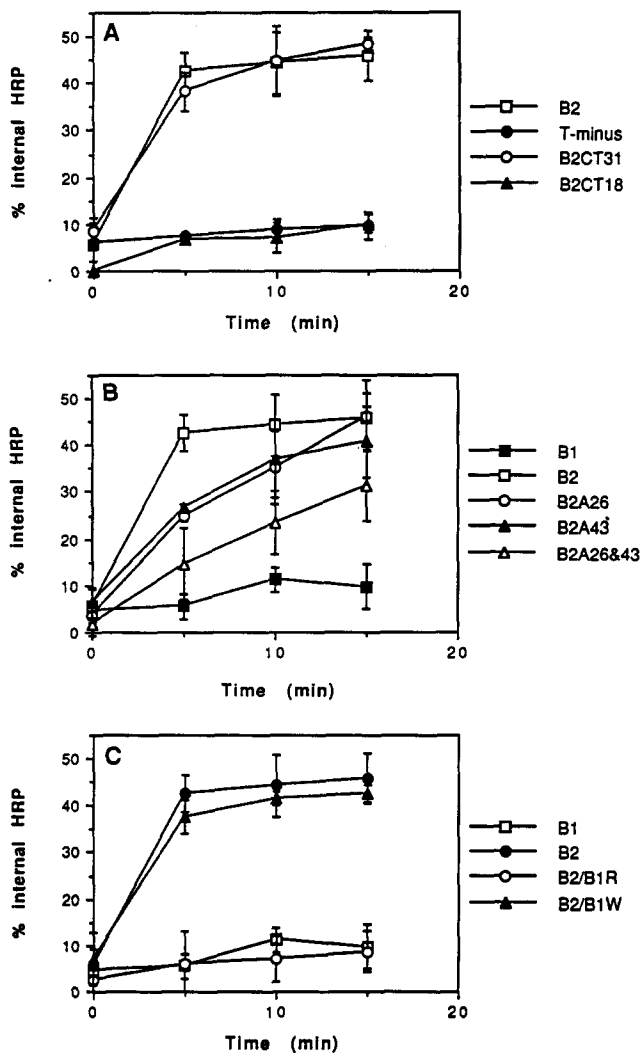 A
% internal HRP
50
40
30
20
10
0
0
10
20
Time (min)
B2
T-minus
B2CT31
B2CT18
B
% internal HRP
50
40
30
20
10
0
0
10
20
Time (min)
B1
B2
B2A26
B2A43
B2A26&43
C
% internal HRP
50
40
30
20
10
0
0
10
20
Time (min)
B1
B2
B2/B1R
B2/B1W